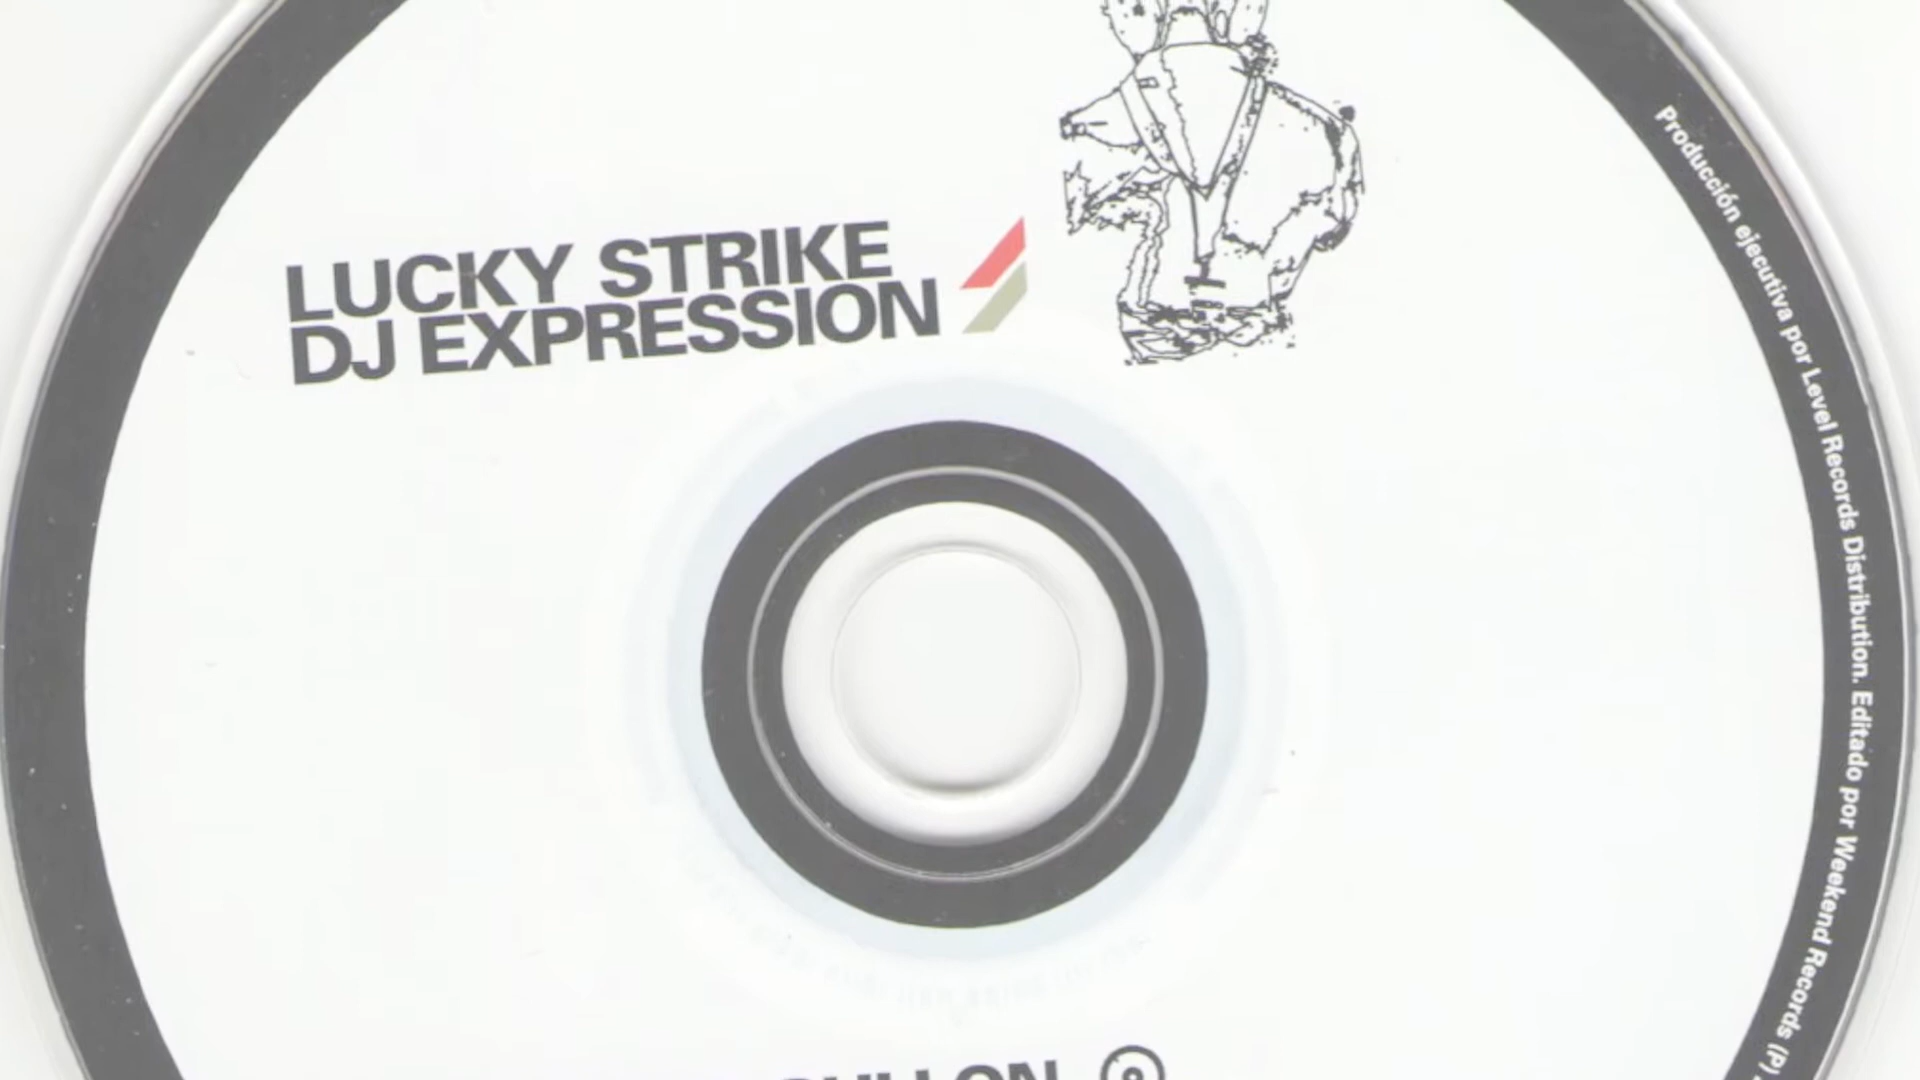 LUCKY STRIKE
DJ EXPRESSION
Producción ejecutiva por Level Records Distribution. Editado por Weekend Records (P)